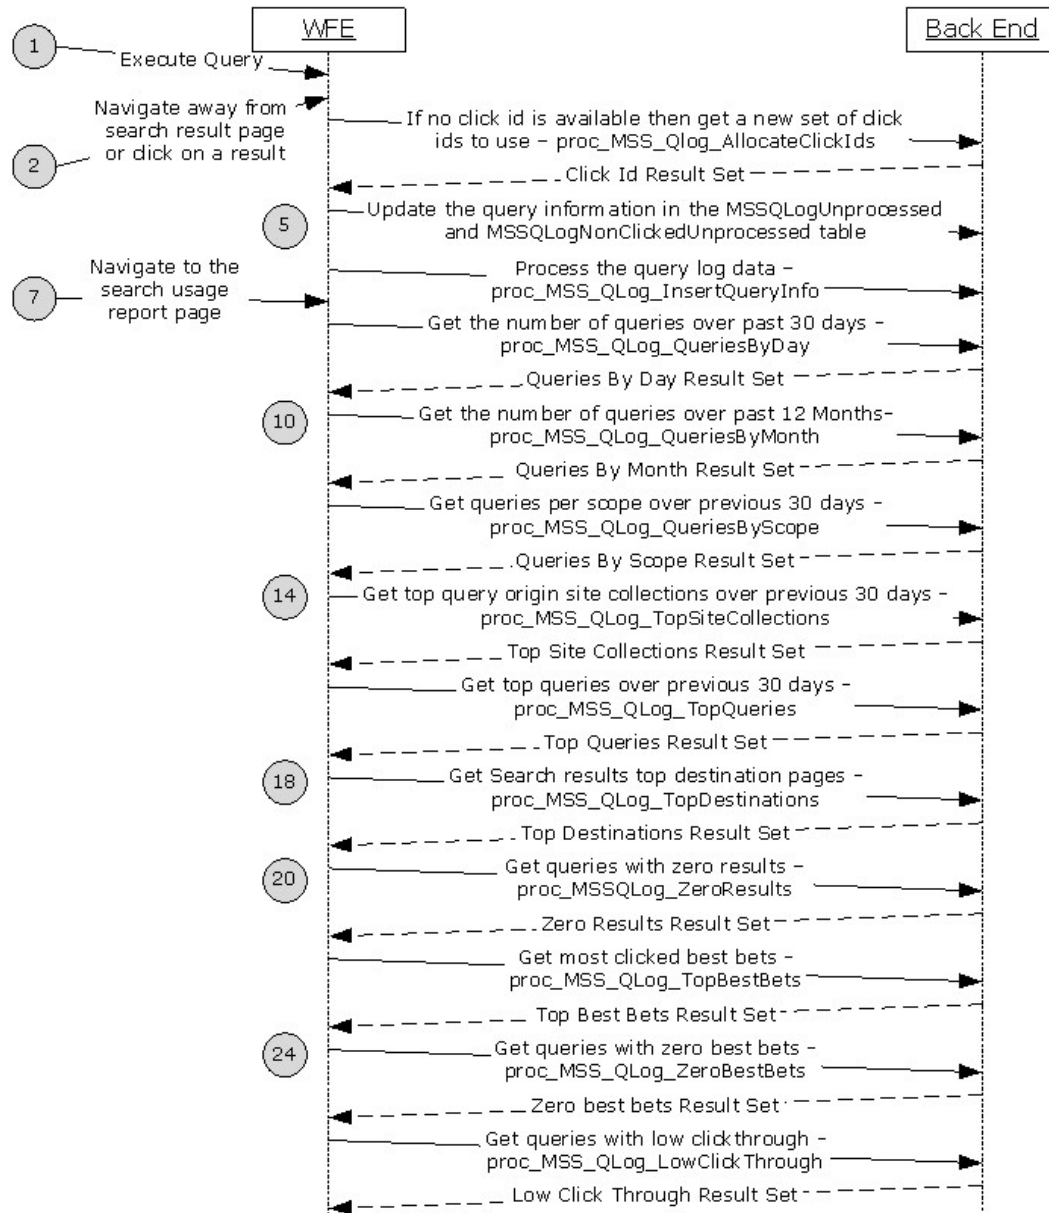 WFE
Back End
1
Execute Query
Navigate away from
search result page
or click on a result
2
If no click id is available then get a new set of click
ids to use – proc_MSS_Qlog_AllocateClickIds
Click Id Result Set
5
Update the query information in the MSSQLogUnprocessed
and MSSQLogNonClickedUnprocessed table
Navigate to the
search usage
report page
7
Process the query log data –
proc_MSS_QLog_InsertQueryInfo
Get the number of queries over past 30 days –
proc_MSS_QLog_QueriesByDay
Queries By Day Result Set
10
Get the number of queries over past 12 Months–
proc_MSS_QLog_QueriesByMonth
Queries By Month Result Set
Get queries per scope over previous 30 days –
proc_MSS_QLog_QueriesByScope
Queries By Scope Result Set
14
Get top query origin site collections over previous 30 days –
proc_MSS_QLog_TopSiteCollections
Top Site Collections Result Set
Get top queries over previous 30 days –
proc_MSS_QLog_TopQueries
Top Queries Result Set
18
Get Search results top destination pages –
proc_MSS_QLog_TopDestinations
Top Destinations Result Set
20
Get queries with zero results –
proc_MSSQLog_ZeroResults
Zero Results Result Set
Get most clicked best bets –
proc_MSS_QLog_TopBestBets
Top Best Bets Result Set
24
Get queries with zero best bets –
proc_MSS_QLog_ZeroBestBets
Zero best bets Result Set
Get queries with low clickthrough –
proc_MSS_QLog_LowClickThrough
Low Click Through Result Set